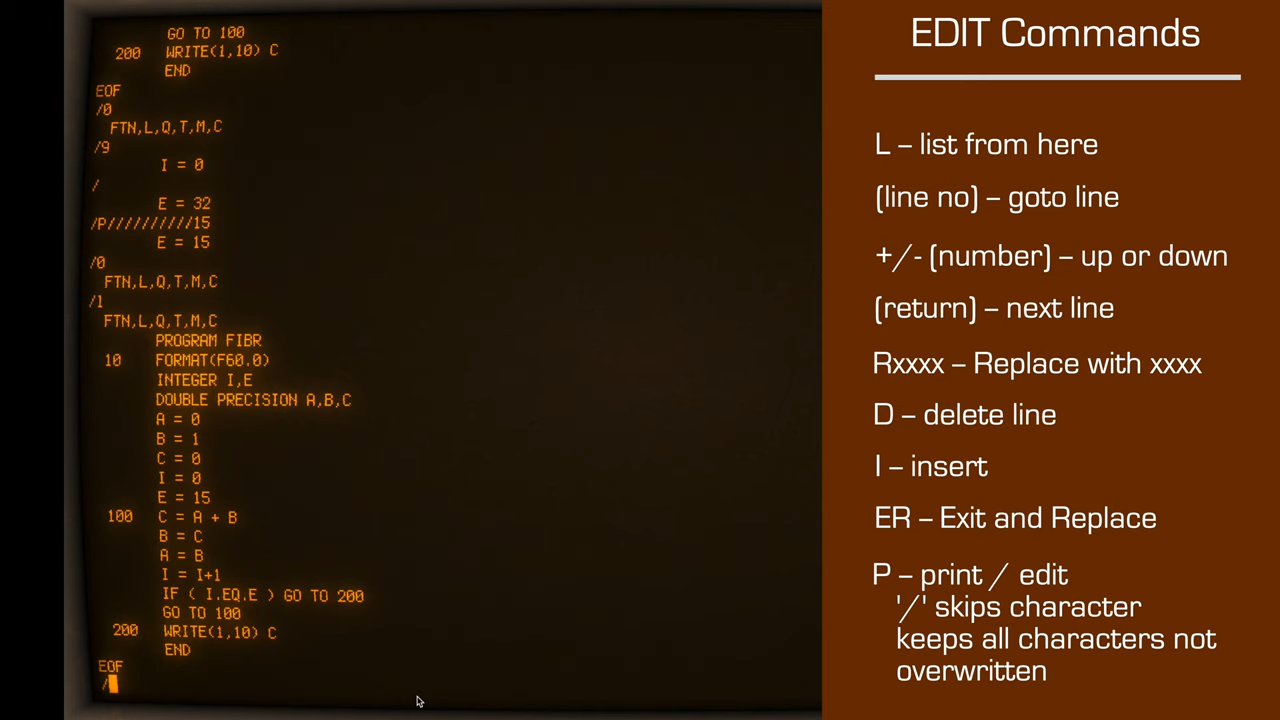 GO TO 100
200 WRITE(1,10) C
END
EOF
/0
FTN,L,Q,T,M,C
/9
I = 0
/
E = 32
/P//////////15
E = 15
/0
FTN,L,Q,T,M,C
/l
FTN,L,Q,T,M,C
PROGRAM FIBR
10 FORMAT(F60.0)
INTEGER I,E
DOUBLE PRECISION A,B,C
A = 0
B = 1
C = 0
I = 0
E = 15
100 C = A + B
B = C
A = B
I = I+1
IF ( I.EQ.E ) GO TO 200
GO TO 100
200 WRITE(1,10) C
END
EOF
/
EDIT Commands
L – list from here
(line no) – goto line
+/- (number) – up or down
(return) – next line
Rxxxx – Replace with xxxx
D – delete line
I – insert
ER – Exit and Replace
P – print / edit
'/' skips character
keeps all characters not
overwritten